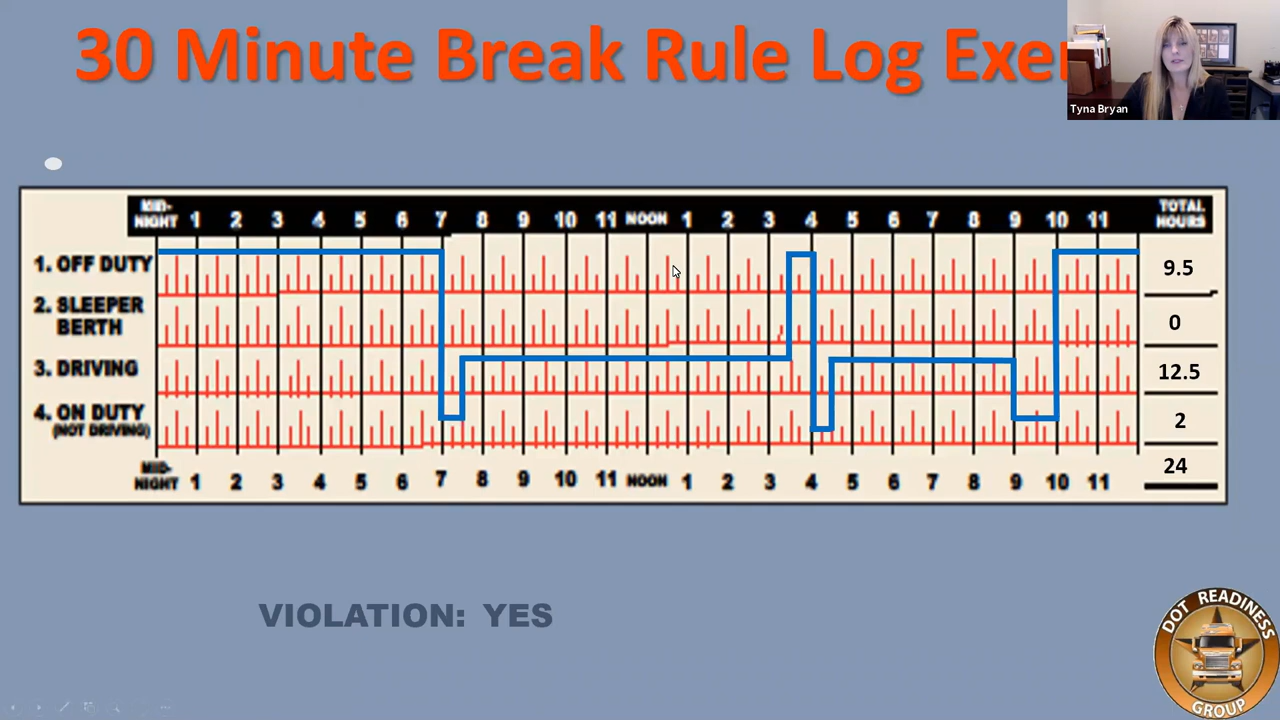 30 Minute Break Rule Log Exer
Tyna Bryan
MID-
NIGHT 1 2 3 4 5 6 7 8 9 10 11 NOON 1 2 3 4 5 6 7 8 9 10 11 TOTAL
HOURS
1. OFF DUTY 9.5
2. SLEEPER
BERTH 0
3. DRIVING 12.5
4. ON DUTY
(NOT DRIVING) 2
MID-
NIGHT 1 2 3 4 5 6 7 8 9 10 11 NOON 1 2 3 4 5 6 7 8 9 10 11 24
VIOLATION: YES
DOT READINESS
GROUP